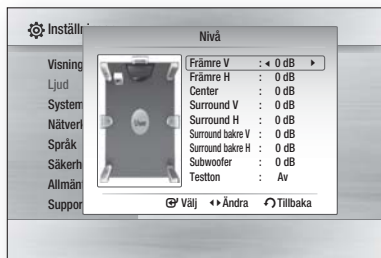 Inställn
Nivå
Visning
Ljud
System
Nätverk
Språk
Säkerh
Allmän
Suppor
Främre V : ◂ 0 dB ▸
Främre H : 0 dB
Center : 0 dB
Surround V : 0 dB
Surround H : 0 dB
Surround bakre V : 0 dB
Surround bakre H : 0 dB
Subwoofer : 0 dB
Testton : Av
Välj ◂▸ Ändra Tillbaka